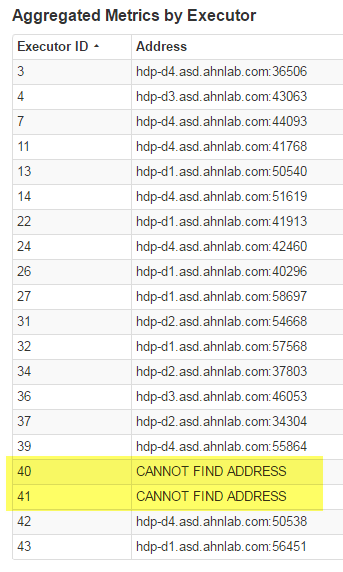 Aggregated Metrics by Executor
Executor ID Address
3 hdp-d4.asd.ahnlab.com:36506
4 hdp-d3.asd.ahnlab.com:43063
7 hdp-d4.asd.ahnlab.com:44093
11 hdp-d4.asd.ahnlab.com:41768
13 hdp-d1.asd.ahnlab.com:50540
14 hdp-d4.asd.ahnlab.com:51619
22 hdp-d1.asd.ahnlab.com:41913
24 hdp-d4.asd.ahnlab.com:42460
26 hdp-d1.asd.ahnlab.com:40296
27 hdp-d1.asd.ahnlab.com:58697
31 hdp-d2.asd.ahnlab.com:54668
32 hdp-d1.asd.ahnlab.com:57568
34 hdp-d2.asd.ahnlab.com:37803
36 hdp-d3.asd.ahnlab.com:46053
37 hdp-d2.asd.ahnlab.com:34304
39 hdp-d4.asd.ahnlab.com:55864
40 CANNOT FIND ADDRESS
41 CANNOT FIND ADDRESS
42 hdp-d4.asd.ahnlab.com:50538
43 hdp-d1.asd.ahnlab.com:56451